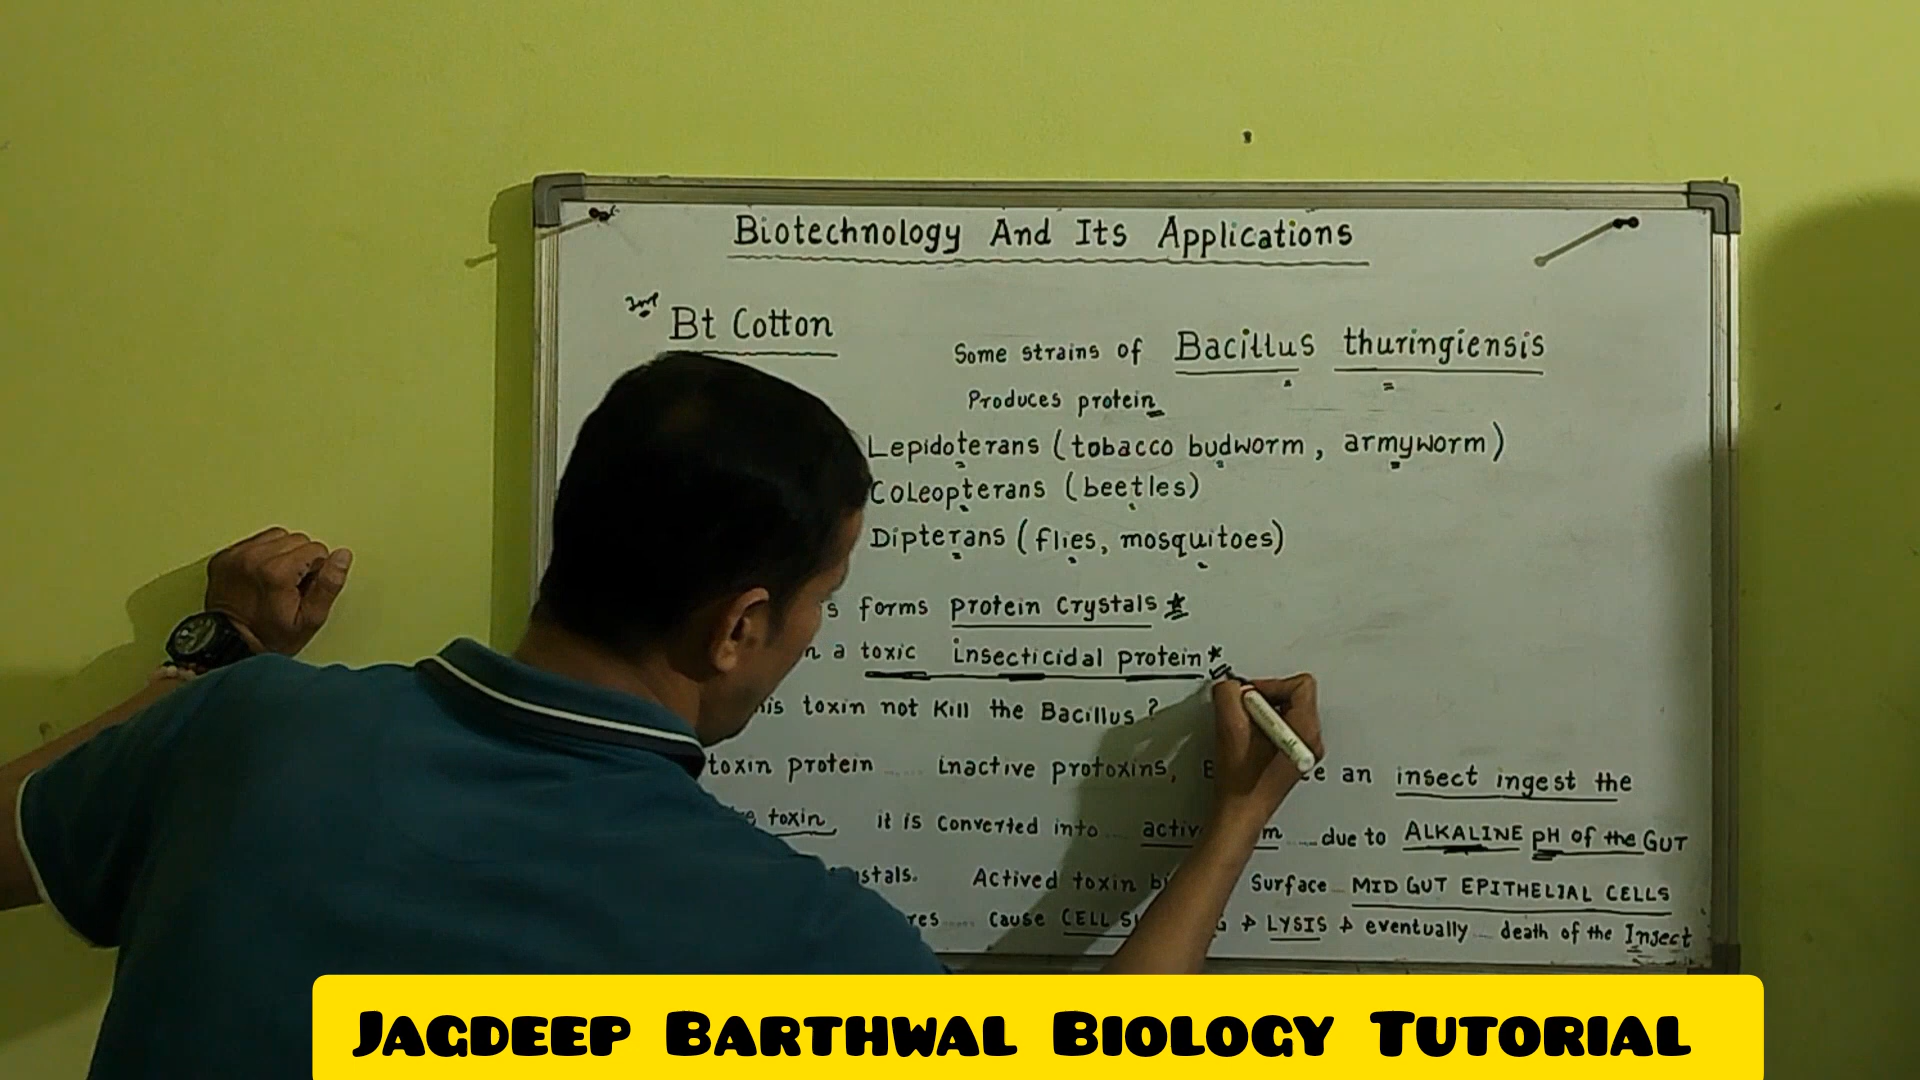 Biotechnology And Its Applications
Imp
Bt Cotton
Some strains of Bacillus thuringiensis
Produces protein
Lepidoterans (tobacco budworm, armyworm)
Coleopterans (beetles)
Dipterans (flies, mosquitoes)
forms protein crystals
a toxic insecticidal protein
toxin not kill the Bacillus?
toxin protein .... inactive protoxins, an insect ingest the
toxin, it is converted into ... due to ALKALINE pH of the GUT
Actived toxin Surface MID GUT EPITHELIAL CELLS
cause CELL LYSIS & eventually ... death of the Insect
JAGDEEP BARTHWAL BIOLOGY TUTORIAL